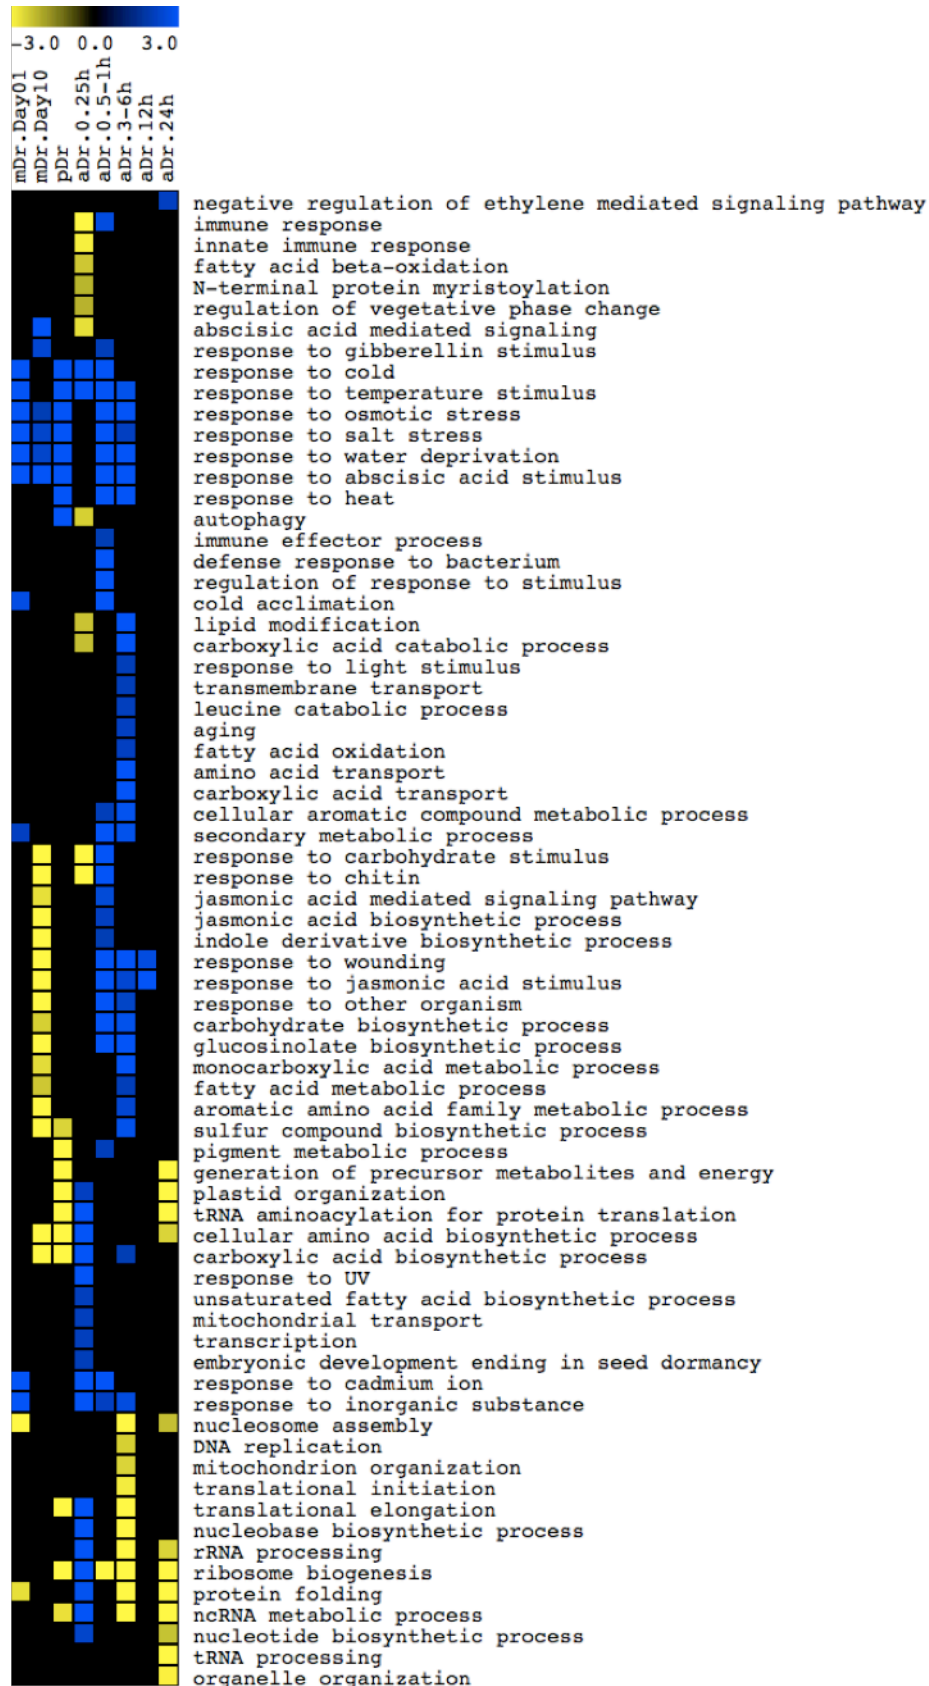 -3.0 0.0 3.0
mDr.Day01
mDr.Day10
pDr
aDr.0.25h
aDr.0.5-1h
aDr.3-6h
aDr.12h
aDr.24h
negative regulation of ethylene mediated signaling pathway
immune response
innate immune response
fatty acid beta-oxidation
N-terminal protein myristoylation
regulation of vegetative phase change
abscisic acid mediated signaling
response to gibberellin stimulus
response to cold
response to temperature stimulus
response to osmotic stress
response to salt stress
response to water deprivation
response to abscisic acid stimulus
response to heat
autophagy
immune effector process
defense response to bacterium
regulation of response to stimulus
cold acclimation
lipid modification
carboxylic acid catabolic process
response to light stimulus
transmembrane transport
leucine catabolic process
aging
fatty acid oxidation
amino acid transport
carboxylic acid transport
cellular aromatic compound metabolic process
secondary metabolic process
response to carbohydrate stimulus
response to chitin
jasmonic acid mediated signaling pathway
jasmonic acid biosynthetic process
indole derivative biosynthetic process
response to wounding
response to jasmonic acid stimulus
response to other organism
carbohydrate biosynthetic process
glucosinolate biosynthetic process
monocarboxylic acid metabolic process
fatty acid metabolic process
aromatic amino acid family metabolic process
sulfur compound biosynthetic process
pigment metabolic process
generation of precursor metabolites and energy
plastid organization
tRNA aminoacylation for protein translation
cellular amino acid biosynthetic process
carboxylic acid biosynthetic process
response to UV
unsaturated fatty acid biosynthetic process
mitochondrial transport
transcription
embryonic development ending in seed dormancy
response to cadmium ion
response to inorganic substance
nucleosome assembly
DNA replication
mitochondrion organization
translational initiation
translational elongation
nucleobase biosynthetic process
rRNA processing
ribosome biogenesis
protein folding
ncRNA metabolic process
nucleotide biosynthetic process
tRNA processing
organelle organization